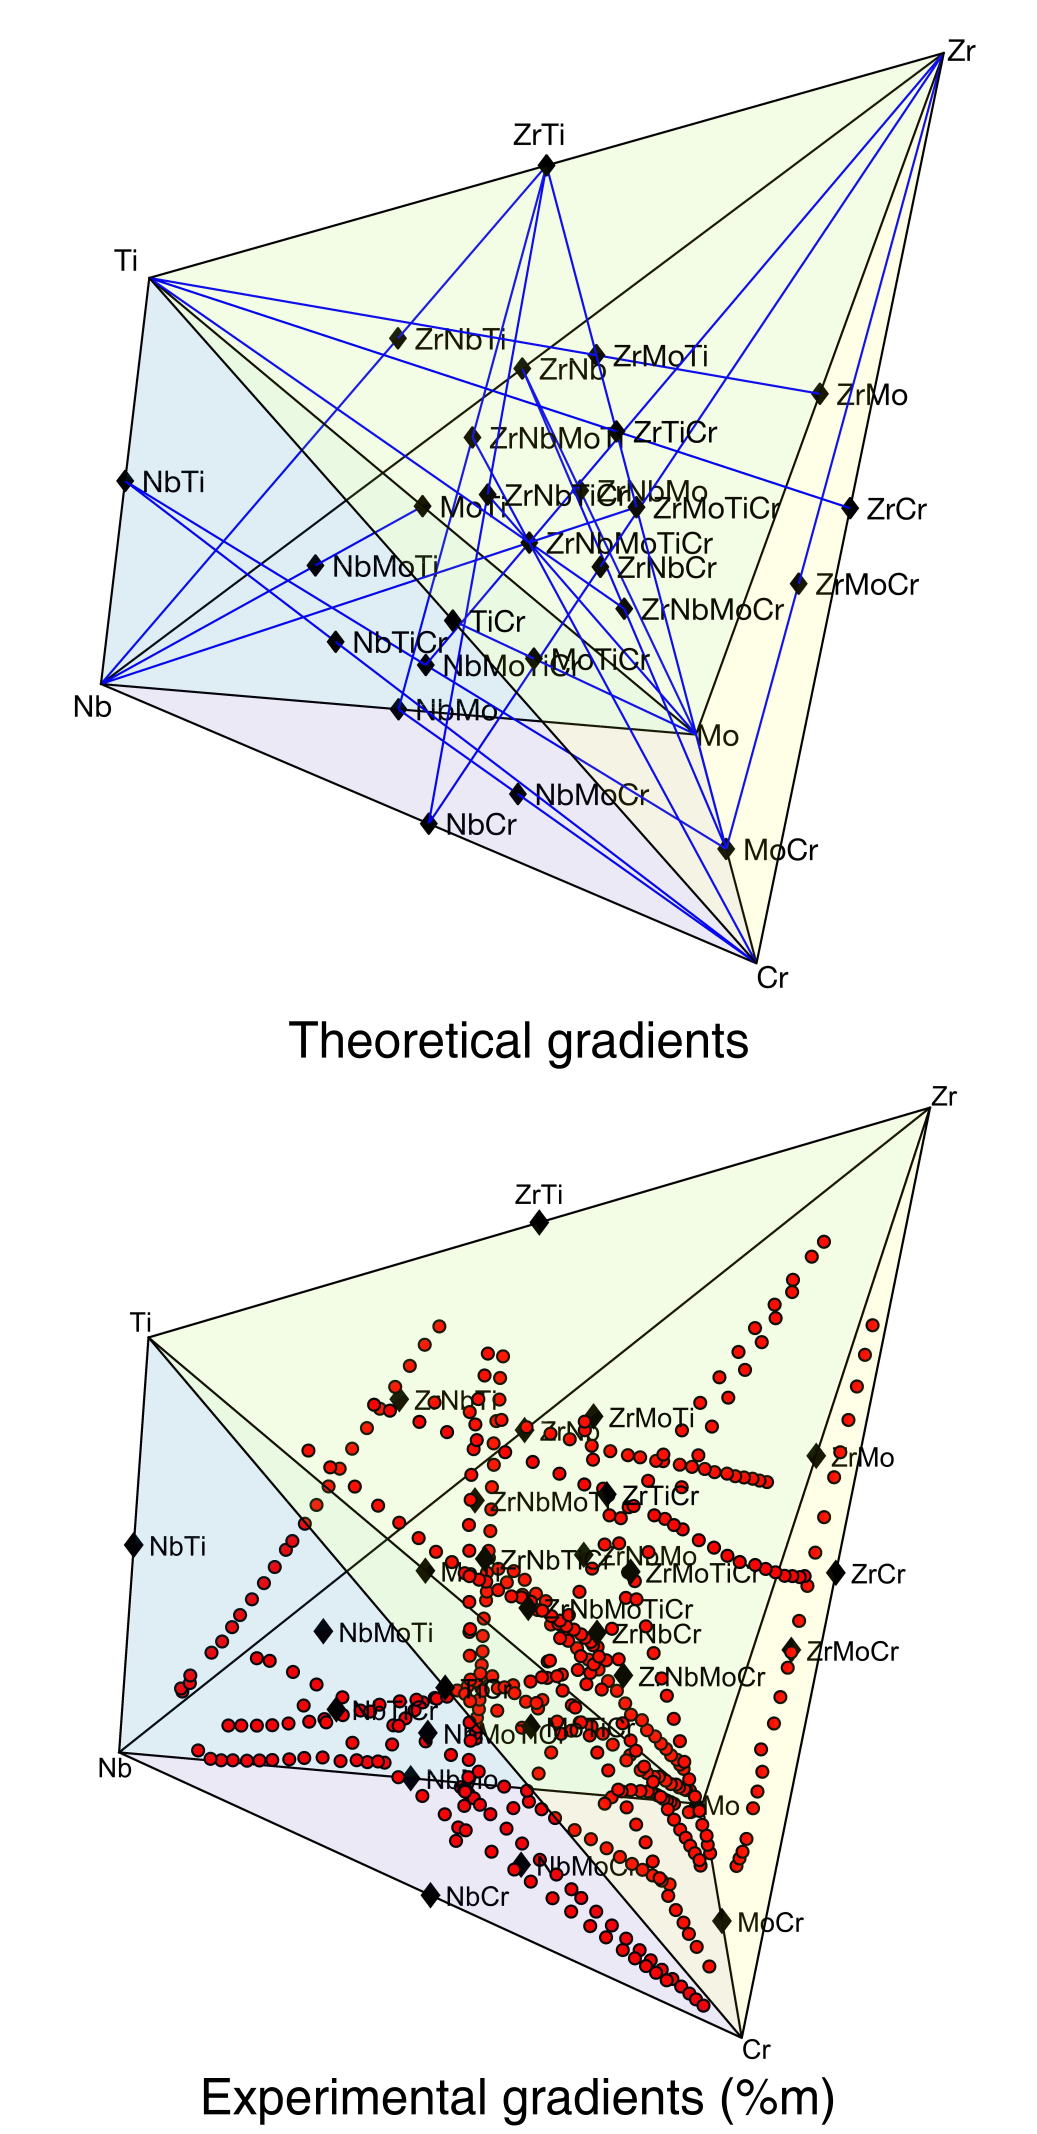 Zr
ZrTi
Ti
ZrNbTi
ZrMoTi
ZrNb
ZrMo
ZrTiCr
ZrNbMoTi
NbTi
ZrNbTiCr
ZrNbMo
MoTi
ZrMoTiCr
ZrCr
ZrNbMoTiCr
NbMoTi
ZrNbCr
ZrMoCr
ZrNbMoCr
TiCr
NbTiCr
MoTiCr
NbMoTiCr
Nb
NbMo
Mo
NbMoCr
NbCr
MoCr
Cr
Theoretical gradients
Zr
ZrTi
Ti
ZrNbTi
ZrMoTi
ZrNb
ZrMo
ZrNbMoTi
ZrTiCr
NbTi
ZrNbTiCr
ZrNbMo
ZrMoTiCr
ZrCr
ZrNbMoTiCr
NbMoTi
ZrNbCr
ZrMoCr
ZrNbMoCr
TiCr
NbTiCr
MoTiCr
NbMoTiCr
Nb
NbMo
Mo
NbMoCr
NbCr
MoCr
Cr
Experimental gradients (%m)